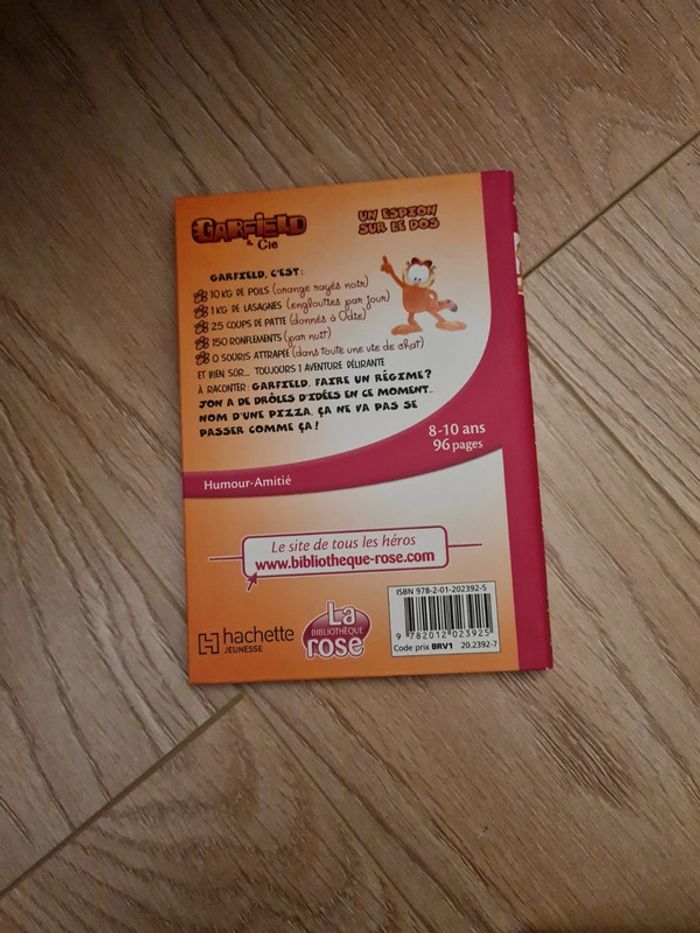 GARFIELD
& Cie
UN ESPION
SUR LE DOS
GARFIELD, C'EST :
10 KG DE POILS (orange rayés noir)
1 KG DE LASAGNES (englouties par jour)
25 COUPS DE PATTE (donnés à Odie)
150 RONFLEMENTS (par nuit)
0 SOURIS ATTRAPÉE (dans toute une vie de chat)
ET BIEN SÛR... TOUJOURS 1 AVENTURE DÉLIRANTE
À RACONTER : GARFIELD, FAIRE UN RÉGIME ?
JON A DE DRÔLES D'IDÉES EN CE MOMENT...
NOM D'UNE PIZZA, ÇA NE VA PAS SE
PASSER COMME ÇA !
8-10 ans
96 pages
Humour-Amitié
Le site de tous les héros
www.bibliotheque-rose.com
hachette
JEUNESSE
La
BIBLIOTHÈQUE
rose
ISBN 978-2-01-202392-5
9 782012 023925
Code prix BRV1 20.2392-7